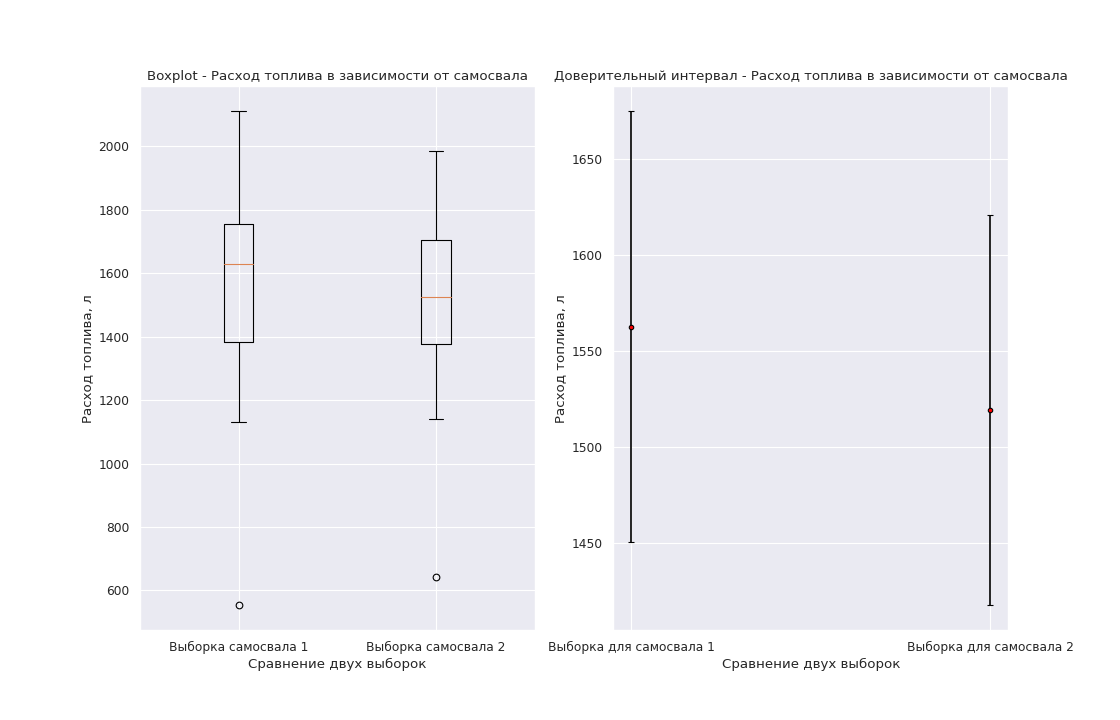 Boxplot - Расход топлива в зависимости от самосвала
Расход топлива, л
2000
1800
1600
1400
1200
1000
800
600
Выборка самосвала 1
Выборка самосвала 2
Сравнение двух выборок
Доверительный интервал - Расход топлива в зависимости от самосвала
Расход топлива, л
1650
1600
1550
1500
1450
Выборка для самосвала 1
Выборка для самосвала 2
Сравнение двух выборок